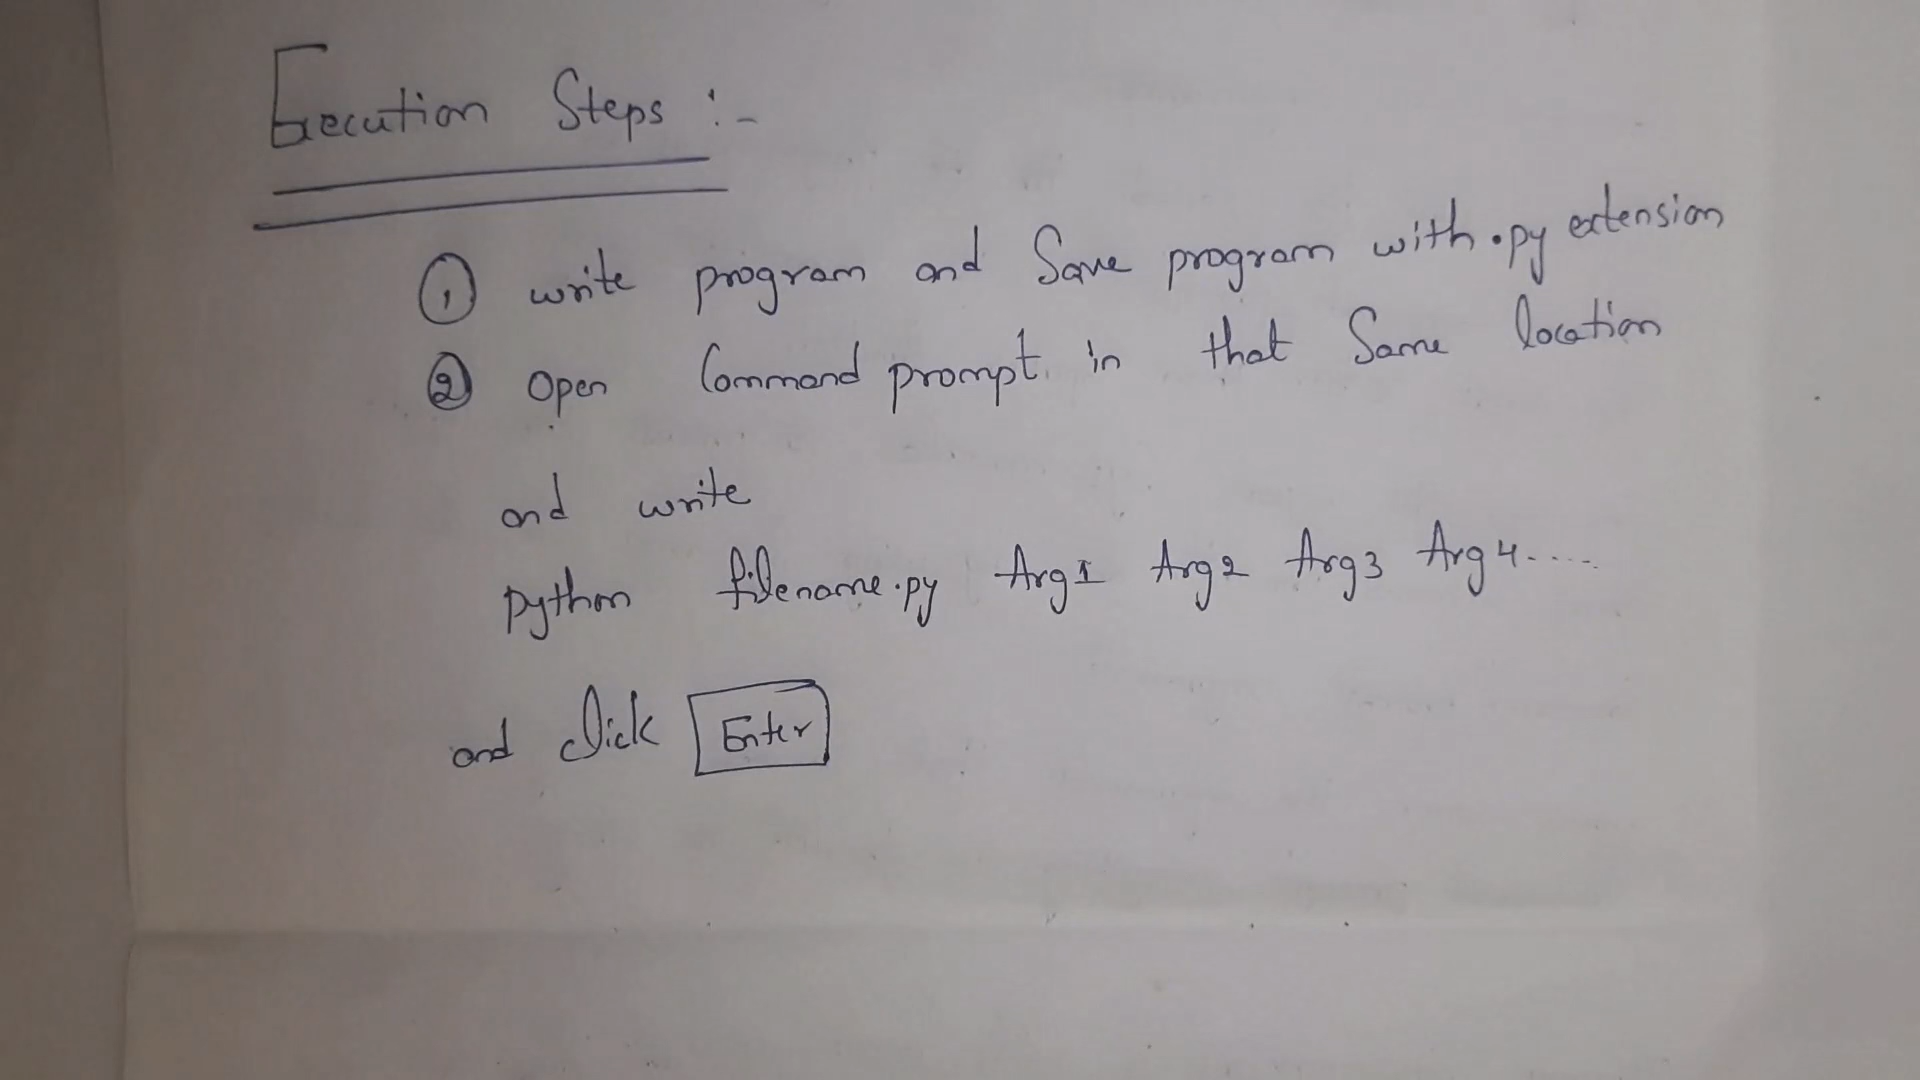 Execution Steps :-
① write program and Save program with .py extension
② Open Command prompt in that Same location
and write
python filename.py Arg1 Arg2 Arg3 Arg4.....
and click Enter